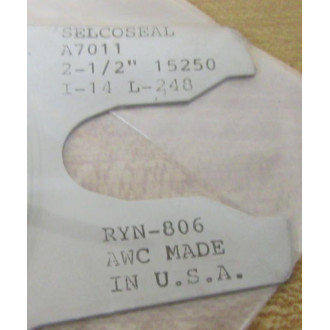 SELCOSEAL
A7011
2-1/2" 15250
I-14 L-248
RYN-806
AWC MADE
IN U.S.A.